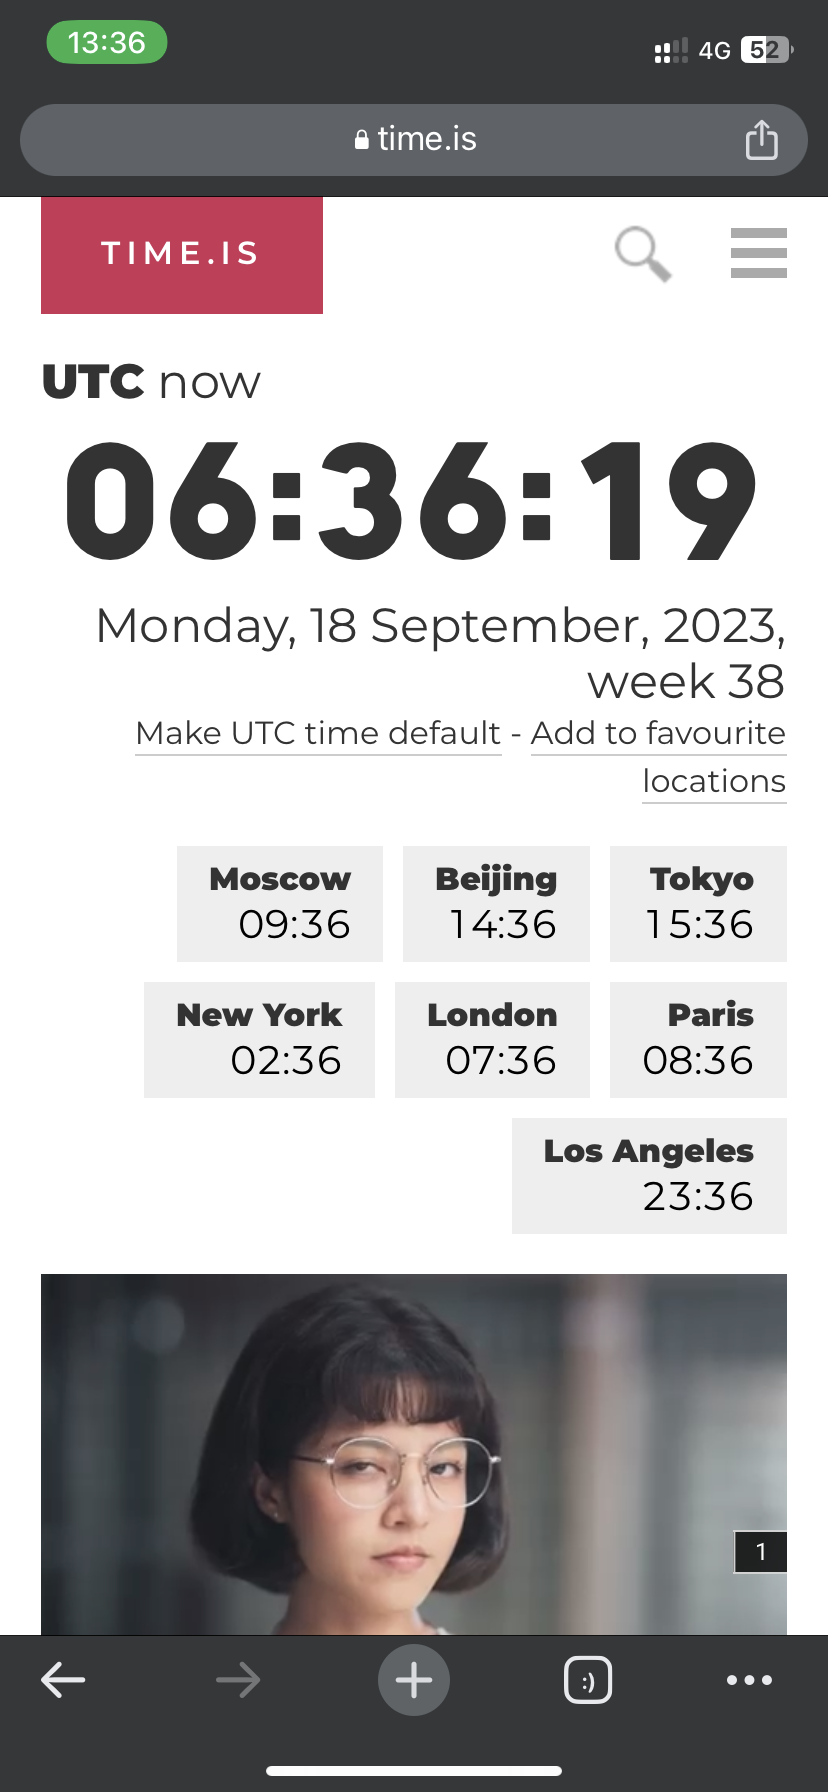 13:36
4G 52
time.is
TIME.IS
UTC now
06:36:19
Monday, 18 September, 2023,
week 38
Make UTC time default - Add to favourite
locations
Moscow Beijing Tokyo
09:36 14:36 15:36
New York London Paris
02:36 07:36 08:36
Los Angeles
23:36
1
:)